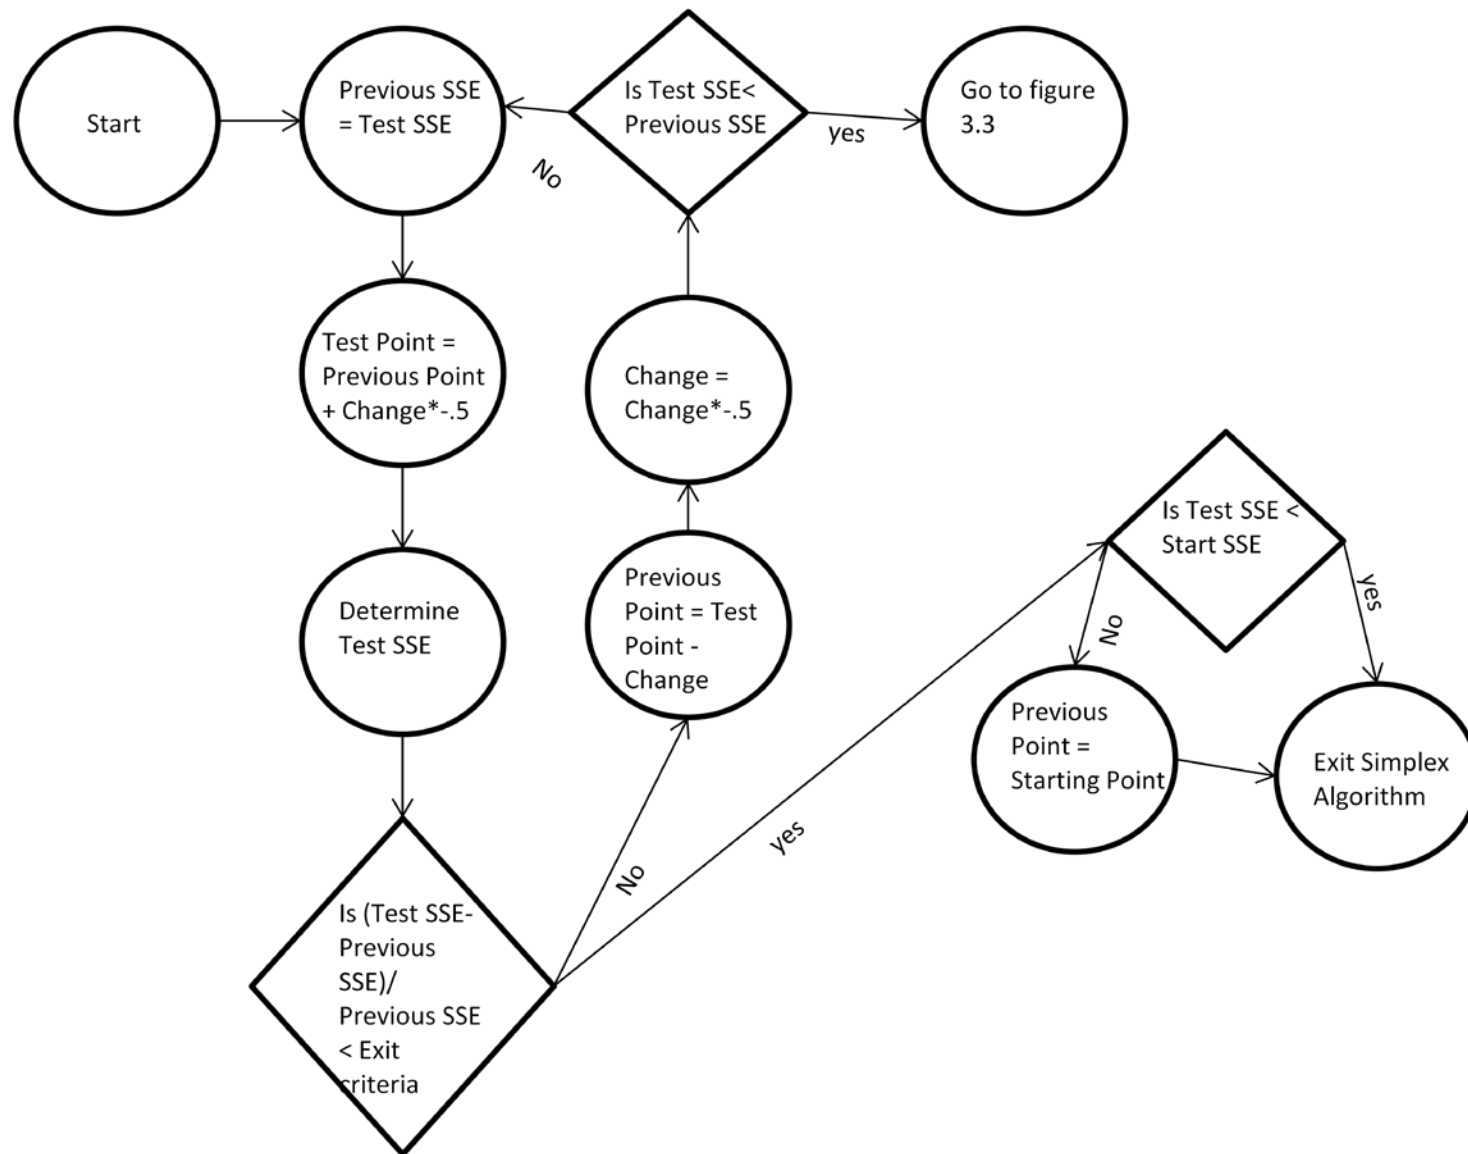 Start
Previous SSE
= Test SSE
Is Test SSE<
Previous SSE
Go to figure
3.3
yes
No
Test Point =
Previous Point
+ Change*-.5
Change =
Change*-.5
Is Test SSE <
Start SSE
yes
No
Determine
Test SSE
Previous
Point = Test
Point -
Change
Previous
Point =
Starting Point
Exit Simplex
Algorithm
yes
No
Is (Test SSE-
Previous
SSE)/
Previous SSE
< Exit
criteria